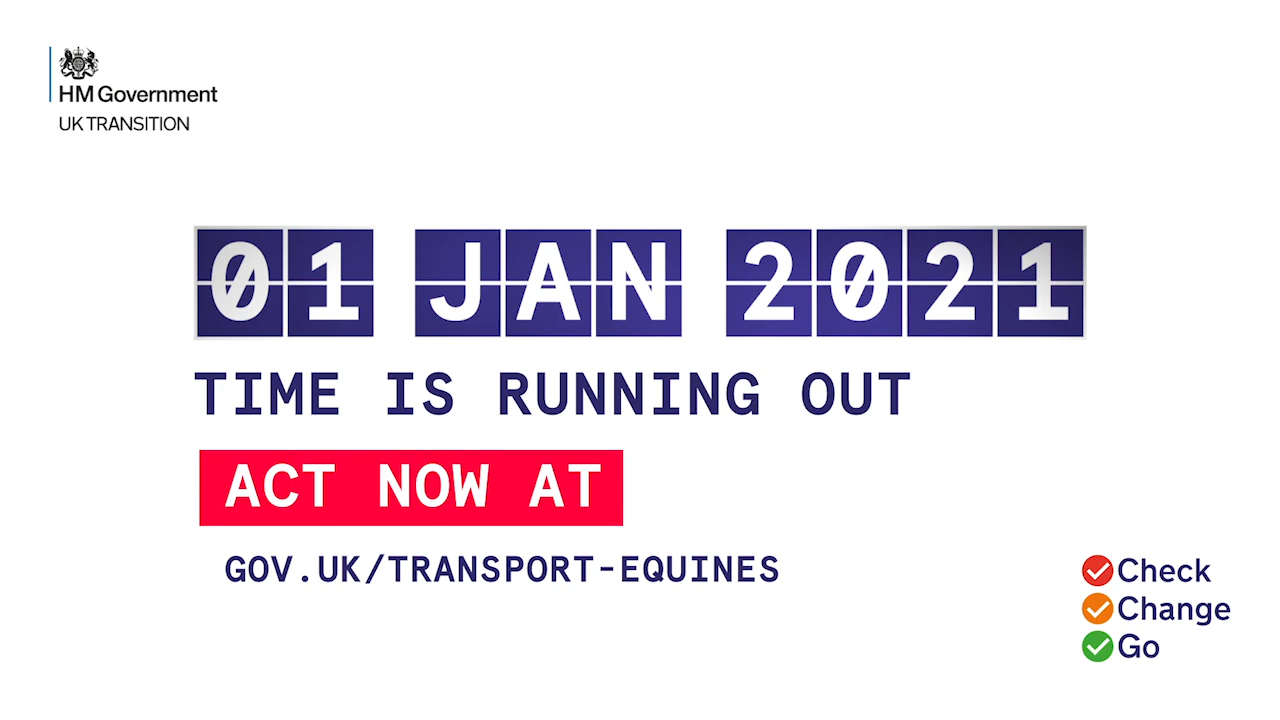 HM Government
UK TRANSITION
01 JAN 2021
TIME IS RUNNING OUT
ACT NOW AT
GOV.UK/TRANSPORT-EQUINES
Check
Change
Go